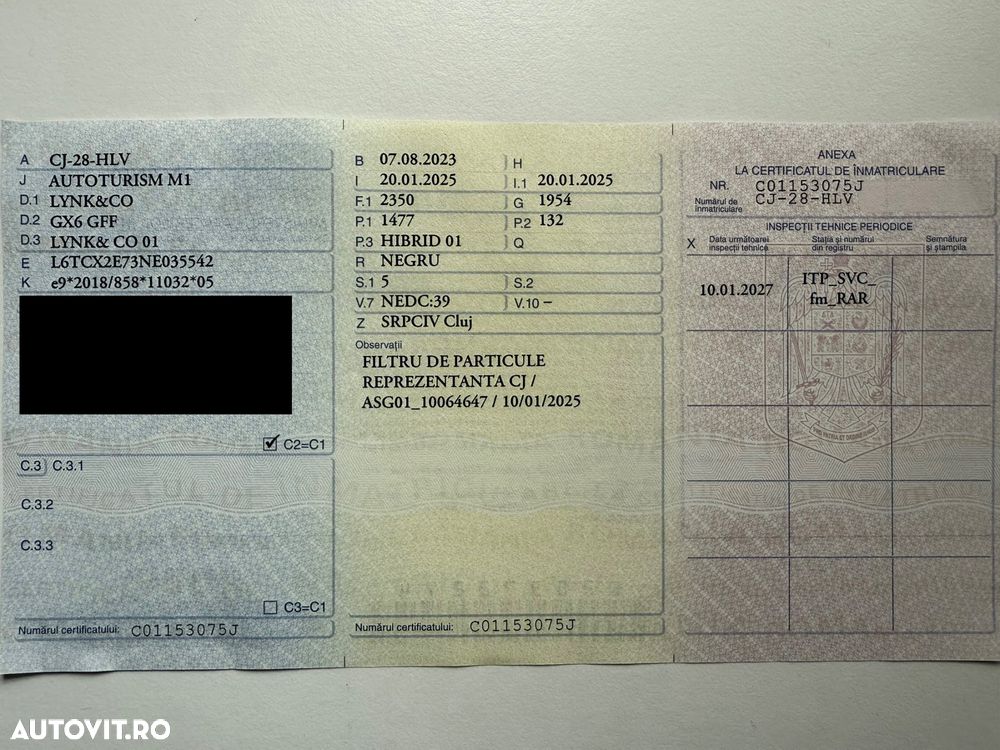 A CJ-28-HLV
J AUTOTURISM M1
D.1 LYNK&CO
D.2 GX6 GFF
D.3 LYNK& CO 01
E L6TCX2E73NE035542
K e9*2018/858*11032*05
C2=C1
C.3 C.3.1
C.3.2
C.3.3
C3=C1
Numărul certificatului: C01153075J
B 07.08.2023 H
I 20.01.2025 I.1 20.01.2025
F.1 2350 G 1954
P.1 1477 P.2 132
P.3 HIBRID 01 Q
R NEGRU
S.1 5 S.2
V.7 NEDC:39 V.10 –
Z SRPCIV Cluj
Observații
FILTRU DE PARTICULE
REPREZENTANTA CJ /
ASG01_10064647 / 10/01/2025
Numărul certificatului: C01153075J
ANEXA
LA CERTIFICATUL DE ÎNMATRICULARE
NR. C01153075J
Numărul de înmatriculare CJ-28-HLV
INSPECȚII TEHNICE PERIODICE
X Data următoarei inspecții tehnice Stația și numărul din registru Semnătura și ștampila
10.01.2027 ITP_SVC_
fm_RAR
AUTOVIT.RO